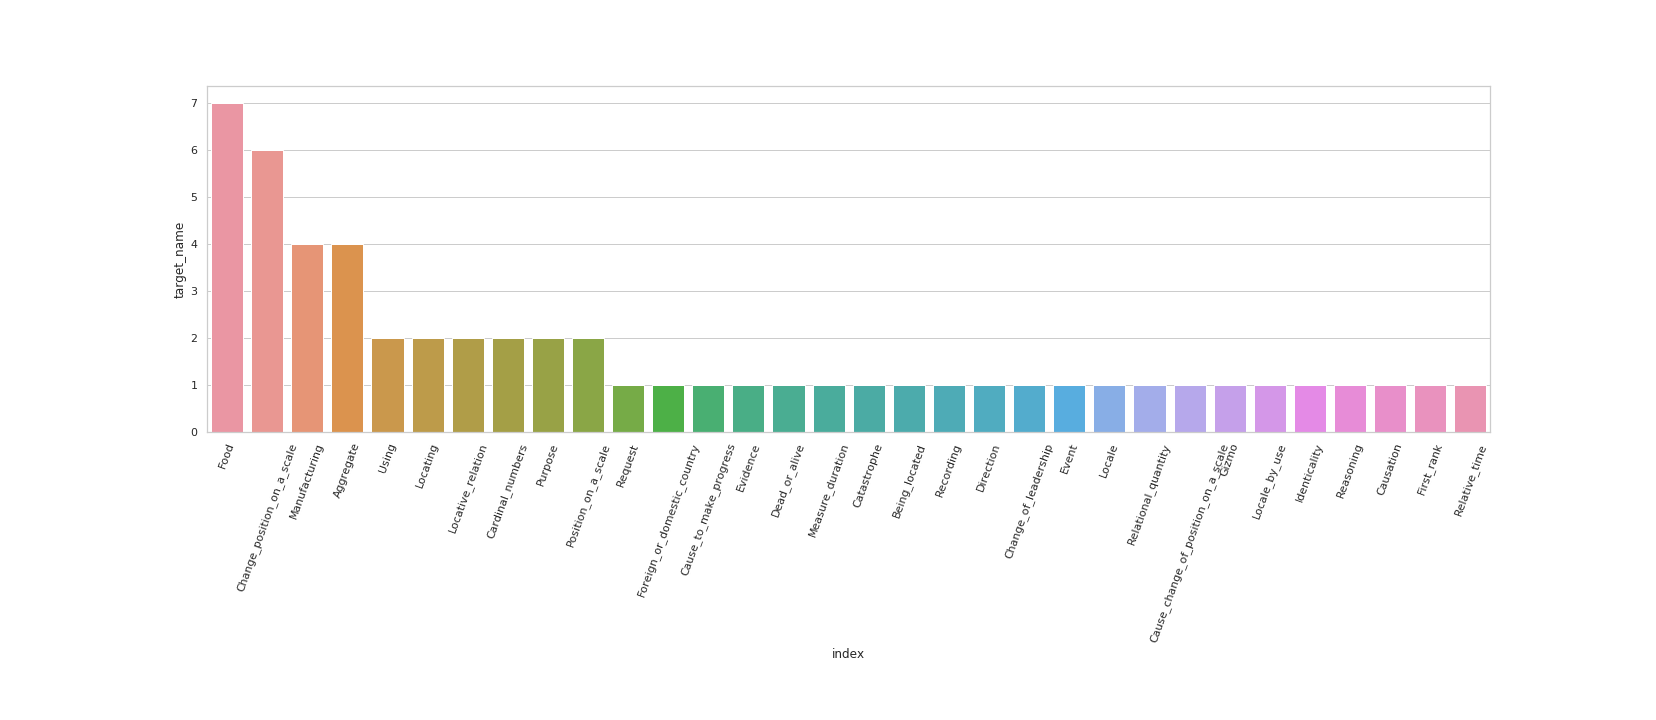 target_name
7
6
5
4
3
2
1
0
Food
Change_position_on_a_scale
Manufacturing
Aggregate
Using
Locating
Locative_relation
Cardinal_numbers
Purpose
Position_on_a_scale
Request
Foreign_or_domestic_country
Cause_to_make_progress
Evidence
Dead_or_alive
Measure_duration
Catastrophe
Being_located
Recording
Direction
Change_of_leadership
Event
Locale
Relational_quantity
Cause_change_of_position_on_a_scale
Gizmo
Locale_by_use
Identicality
Reasoning
Causation
First_rank
Relative_time
index